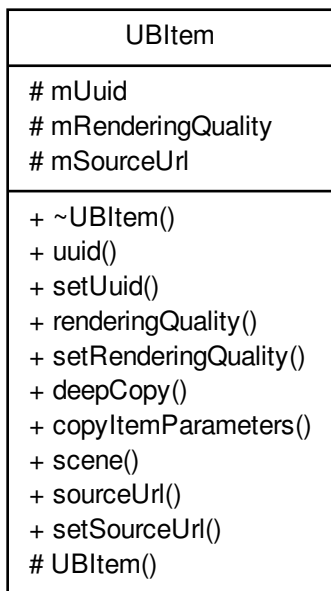 UBItem
# mUuid
# mRenderingQuality
# mSourceUrl
+ ~UBItem()
+ uuid()
+ setUuid()
+ renderingQuality()
+ setRenderingQuality()
+ deepCopy()
+ copyItemParameters()
+ scene()
+ sourceUrl()
+ setSourceUrl()
# UBItem()